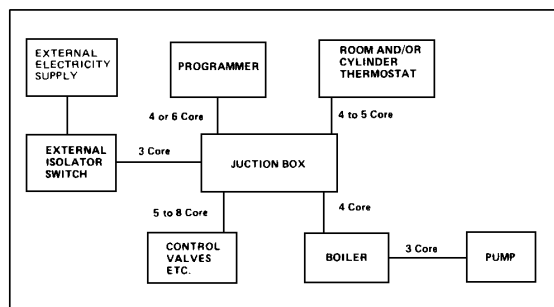 EXTERNAL
ELECTRICITY
SUPPLY
PROGRAMMER
ROOM AND/OR
CYLINDER
THERMOSTAT
4 or 6 Core
4 to 5 Core
EXTERNAL
ISOLATOR
SWITCH
3 Core
JUCTION BOX
5 to 8 Core
4 Core
CONTROL
VALVES
ETC.
BOILER
3 Core
PUMP